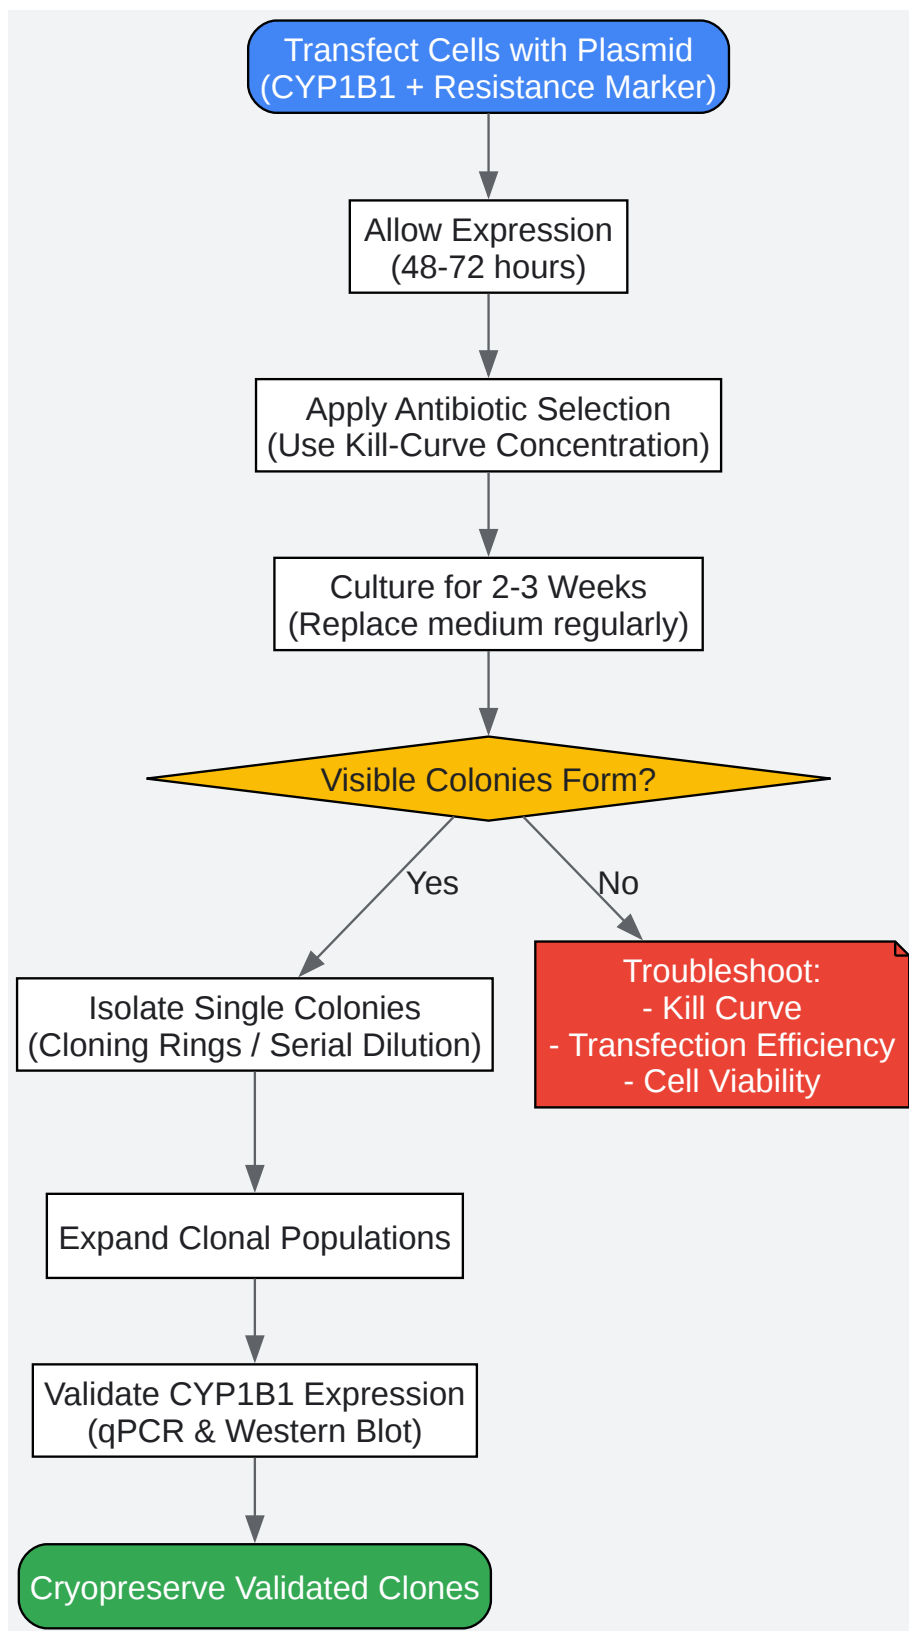 Transfect Cells with Plasmid
(CYP1B1 + Resistance Marker)
Allow Expression
(48-72 hours)
Apply Antibiotic Selection
(Use Kill-Curve Concentration)
Culture for 2-3 Weeks
(Replace medium regularly)
Visible Colonies Form?
Yes
No
Isolate Single Colonies
(Cloning Rings / Serial Dilution)
Troubleshoot:
- Kill Curve
- Transfection Efficiency
- Cell Viability
Expand Clonal Populations
Validate CYP1B1 Expression
(qPCR & Western Blot)
Cryopreserve Validated Clones